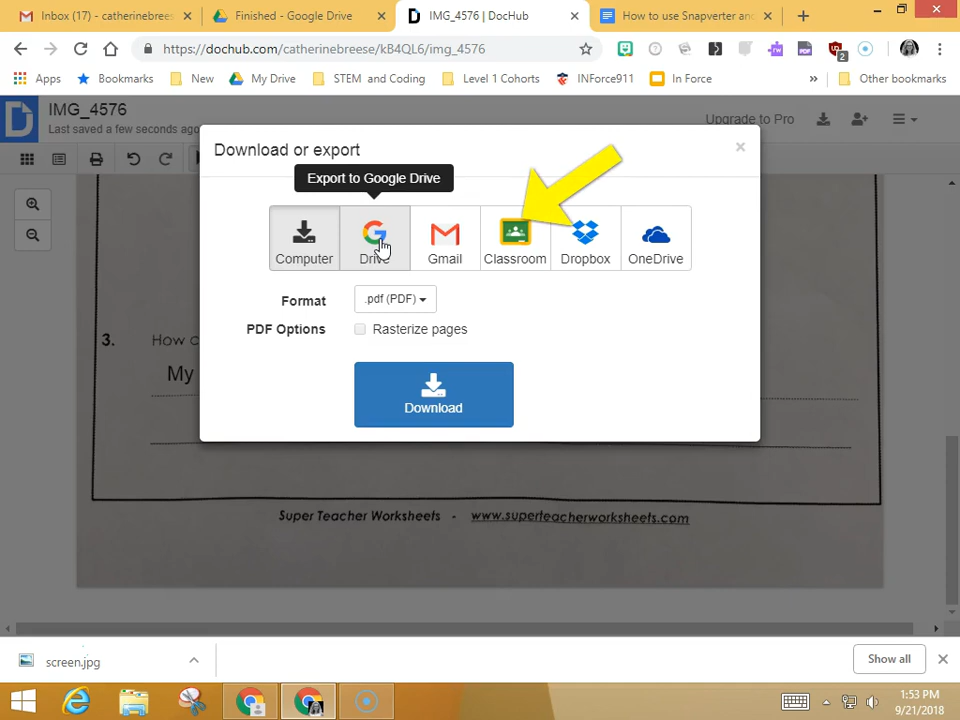 Inbox (17) - catherinebrees
Finished - Google Drive
IMG_4576 | DocHub
How to use Snapverter and
https://dochub.com/catherinebreese/kB4QL6/img_4576
2
Apps
Bookmarks
New
My Drive
STEM and Coding
Level 1 Cohorts
INForce911
In Force
»
Other bookmarks
IMG_4576
Last saved a few seconds ago
Upgrade to Pro
Download or export
×
Export to Google Drive
Computer
Drive
Gmail
Classroom
Dropbox
OneDrive
Format
.pdf (PDF)
PDF Options
Rasterize pages
Download
3.
How
My
Super Teacher Worksheets - www.superteacherworksheets.com
screen.jpg
Show all
1:53 PM
9/21/2018